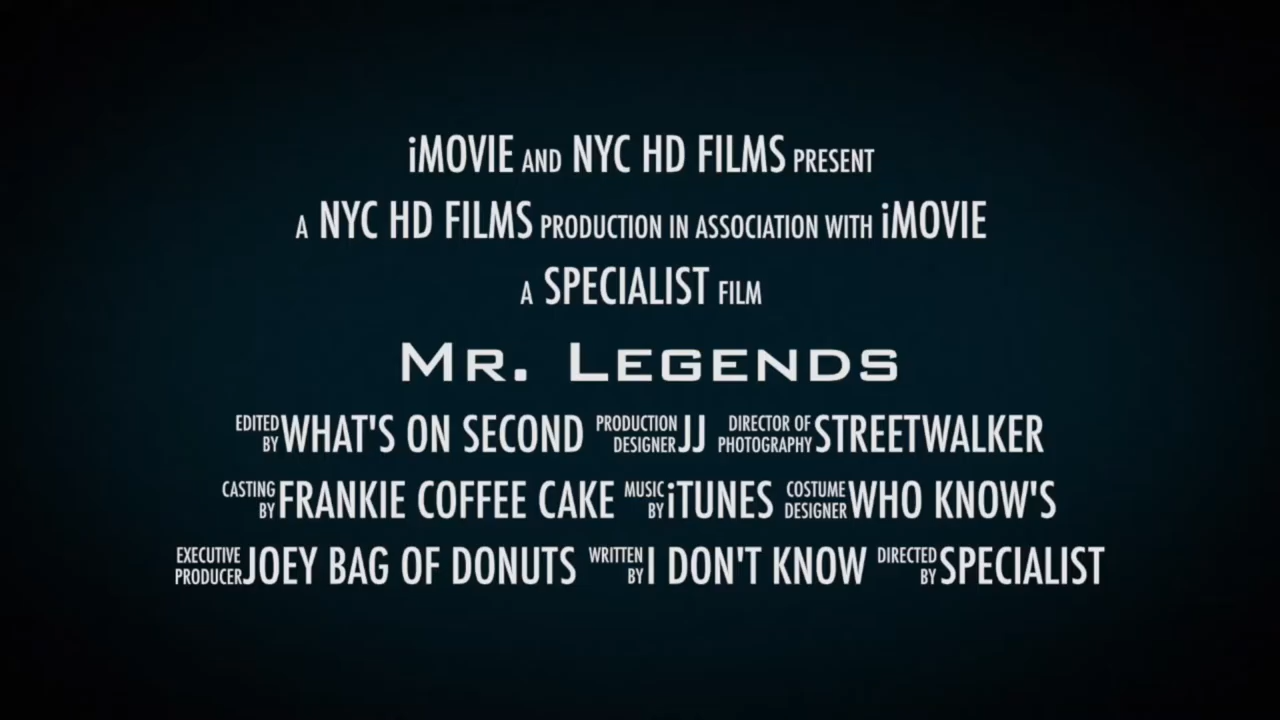 iMOVIE AND NYC HD FILMS PRESENT
A NYC HD FILMS PRODUCTION IN ASSOCIATION WITH iMOVIE
A SPECIALIST FILM
MR. LEGENDS
EDITED BY WHAT'S ON SECOND PRODUCTION DESIGNER JJ DIRECTOR OF PHOTOGRAPHY STREETWALKER
CASTING BY FRANKIE COFFEE CAKE MUSIC BY iTUNES COSTUME DESIGNER WHO KNOW'S
EXECUTIVE PRODUCER JOEY BAG OF DONUTS WRITTEN BY I DON'T KNOW DIRECTED BY SPECIALIST